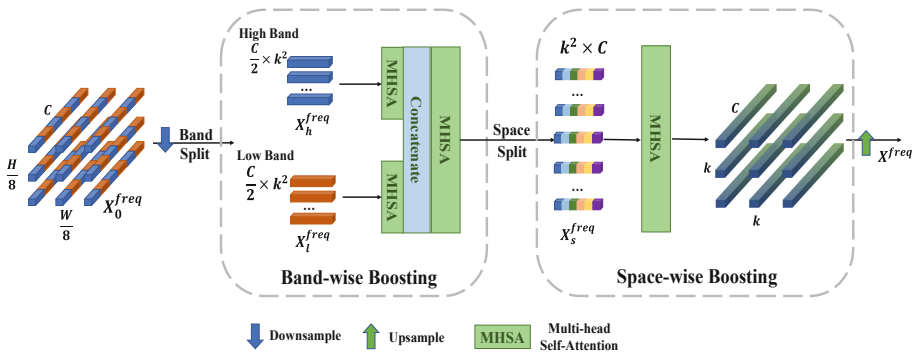 C
H/8
W/8
X_0^{freq}
Band
Split
High Band
C/2 × k²
...
X_h^{freq}
Low Band
C/2 × k²
...
X_l^{freq}
MHSA
MHSA
Concatenate
MHSA
Band-wise Boosting
Space
Split
k² × C
...
...
X_s^{freq}
MHSA
C
k
k
Space-wise Boosting
X^{freq}
Downsample
Upsample
MHSA
Multi-head
Self-Attention